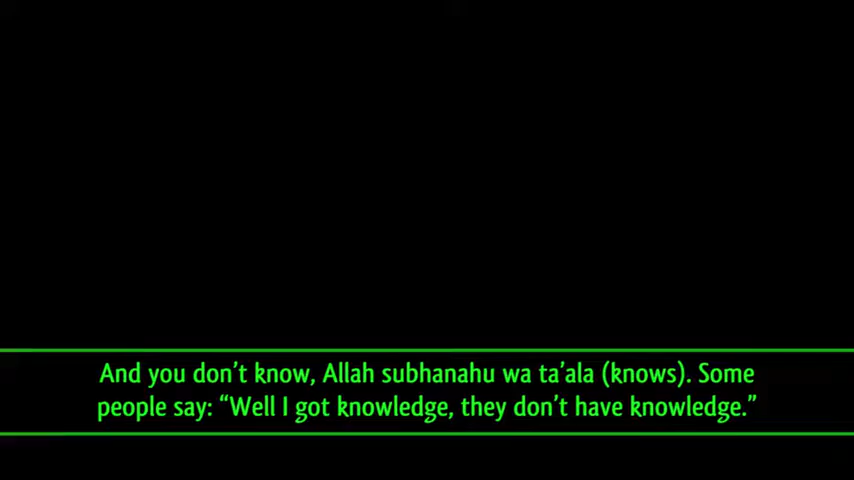 And you don’t know, Allah subhanahu wa ta’ala (knows). Some
people say: “Well I got knowledge, they don’t have knowledge.”